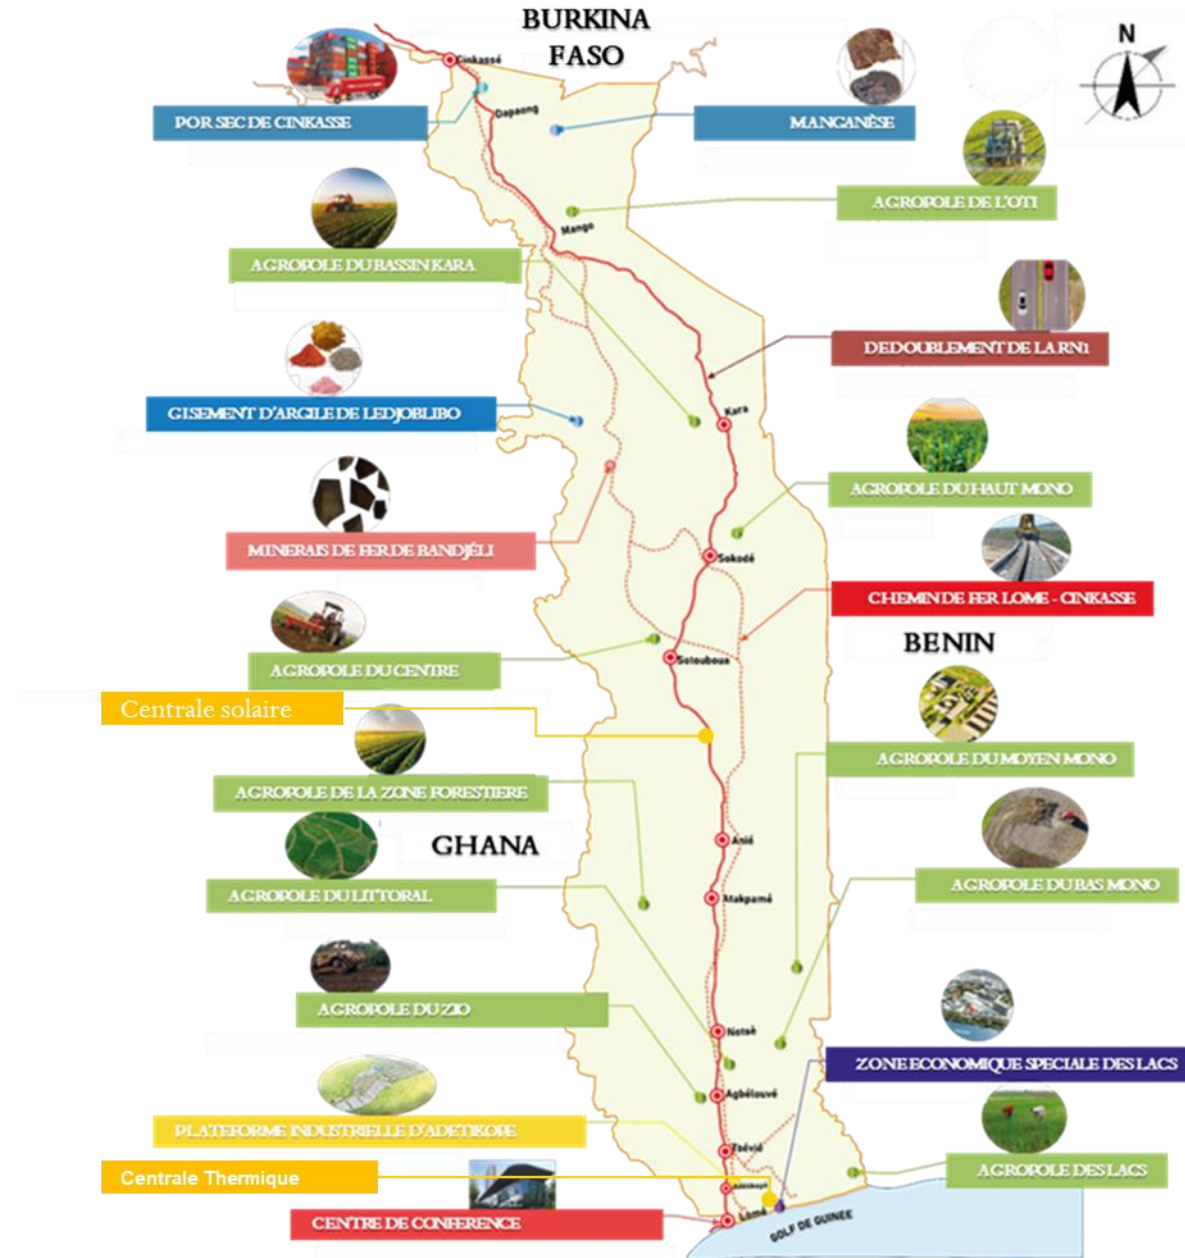 BURKINA
FASO
N
Cinkassé
POR SEC DE CINKASSE
MANGANÈSE
Dapaong
AGROPOLE DE L'OTI
Mango
AGROPOLE DU BASSIN KARA
DEDOUBLEMENT DE LA RN1
GISEMENT D'ARGILE DE LEDJOBLIBO
Kara
AGROPOLE DU HAUT MONO
MINERAIS DE FER DE BANDJÉLI
Sokodé
CHEMIN DE FER LOME - CINKASSE
BENIN
AGROPOLE DU CENTRE
Sotouboua
Centrale solaire
AGROPOLE DU MOYEN MONO
AGROPOLE DE LA ZONE FORESTIERE
GHANA
Anié
AGROPOLE DU LITTORAL
AGROPOLE DU BAS MONO
Atakpamé
AGROPOLE DU ZIO
Notsè
ZONE ECONOMIQUE SPECIALE DES LACS
Agbélouvé
PLATEFORME INDUSTRIELLE D'ADETIKOPE
Tsévié
AGROPOLE DES LACS
Centrale Thermique
Lomé
CENTRE DE CONFERENCE
GOLF DE GUINEE